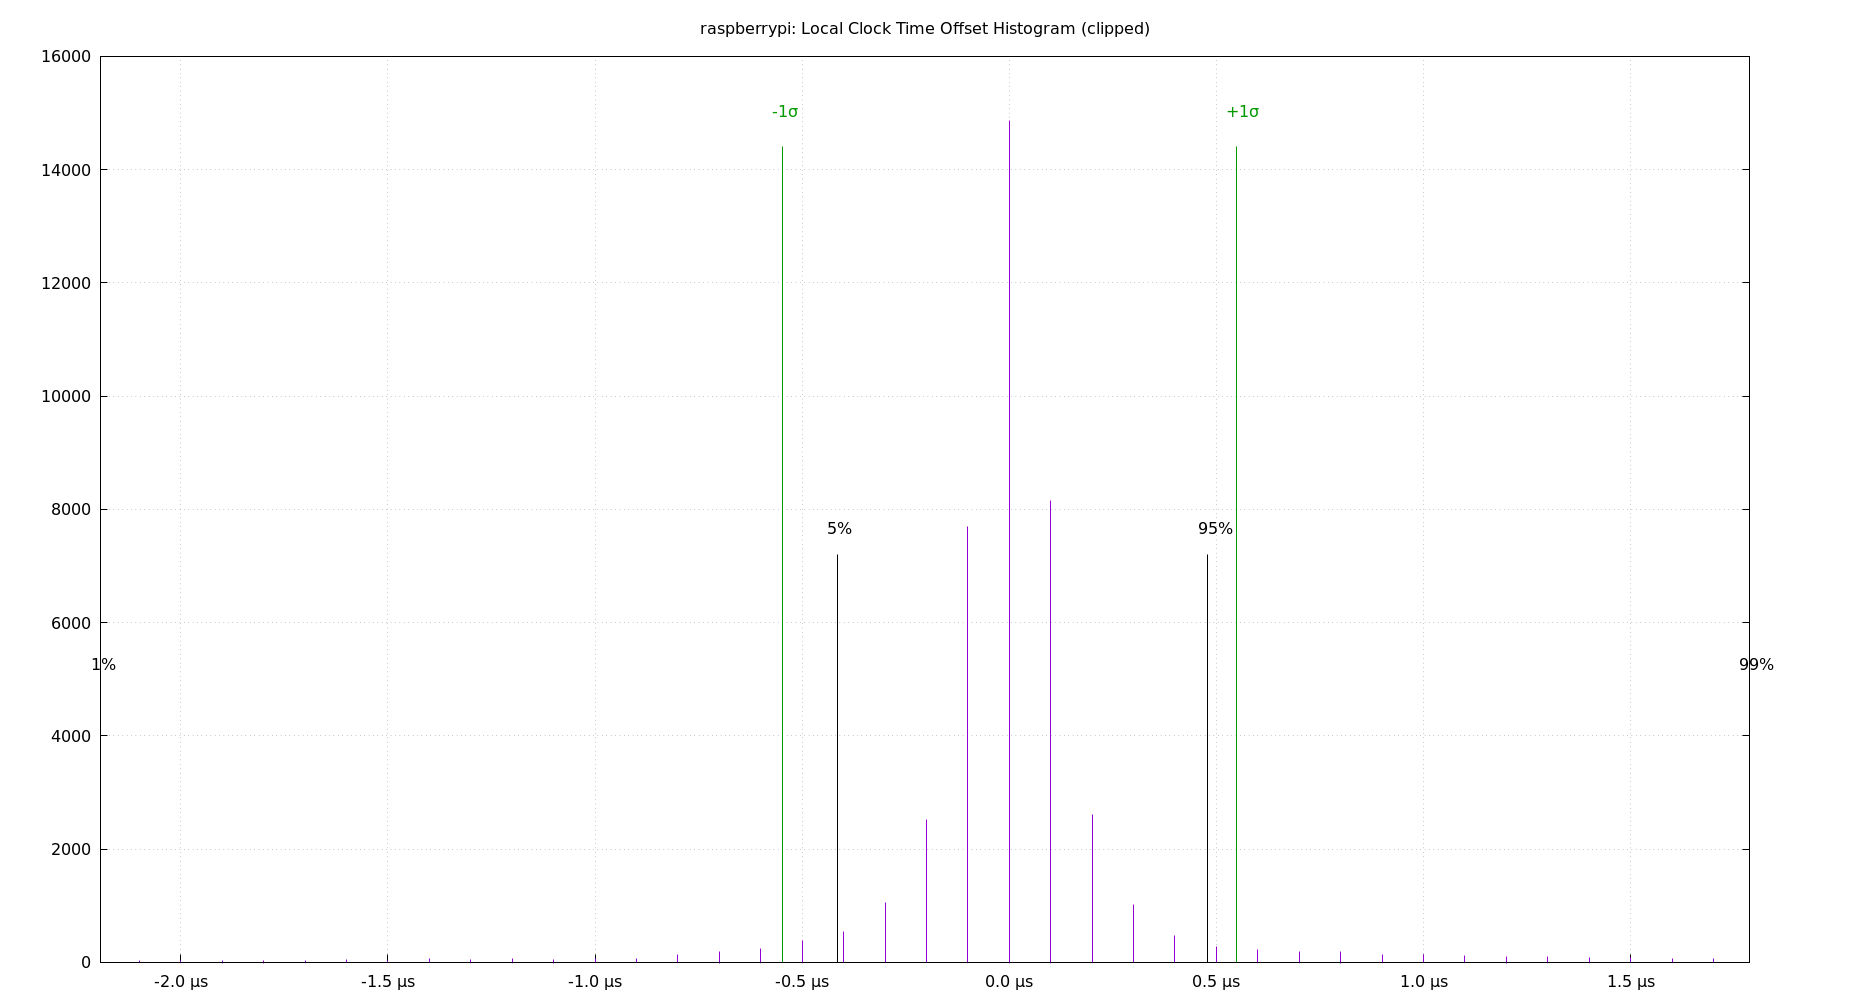 raspberrypi: Local Clock Time Offset Histogram (clipped)
16000
-1σ
+1σ
14000
12000
10000
8000
5%
95%
6000
1%
99%
4000
2000
0
-2.0 µs
-1.5 µs
-1.0 µs
-0.5 µs
0.0 µs
0.5 µs
1.0 µs
1.5 µs